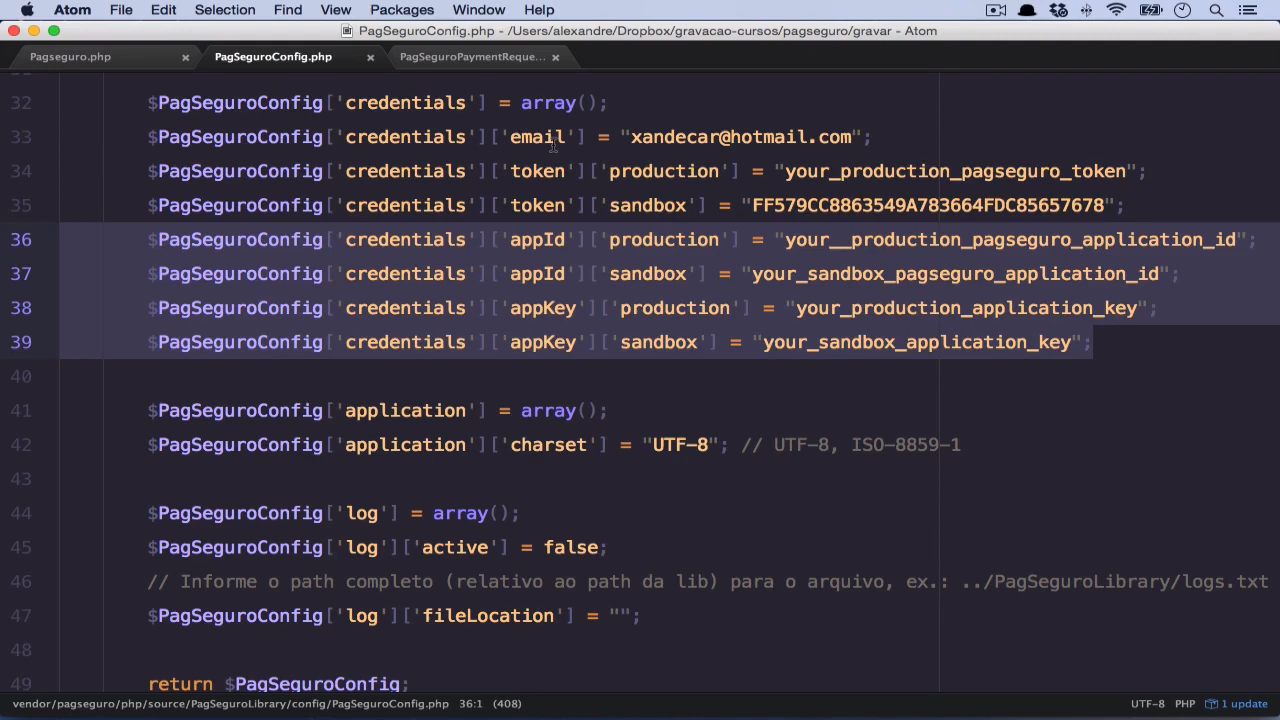 Atom File Edit Selection Find View Packages Window Help
PagSeguroConfig.php - /Users/alexandre/Dropbox/gravacao-cursos/pagseguro/gravar - Atom
Pagseguro.php PagSeguroConfig.php PagSeguroPaymentReque...
32 $PagSeguroConfig['credentials'] = array();
33 $PagSeguroConfig['credentials']['email'] = "xandecar@hotmail.com";
34 $PagSeguroConfig['credentials']['token']['production'] = "your_production_pagseguro_token";
35 $PagSeguroConfig['credentials']['token']['sandbox'] = "FF579CC8863549A783664FDC85657678";
36 $PagSeguroConfig['credentials']['appId']['production'] = "your__production_pagseguro_application_id";
37 $PagSeguroConfig['credentials']['appId']['sandbox'] = "your_sandbox_pagseguro_application_id";
38 $PagSeguroConfig['credentials']['appKey']['production'] = "your_production_application_key";
39 $PagSeguroConfig['credentials']['appKey']['sandbox'] = "your_sandbox_application_key";
40
41 $PagSeguroConfig['application'] = array();
42 $PagSeguroConfig['application']['charset'] = "UTF-8"; // UTF-8, ISO-8859-1
43
44 $PagSeguroConfig['log'] = array();
45 $PagSeguroConfig['log']['active'] = false;
46 // Informe o path completo (relativo ao path da lib) para o arquivo, ex.: ../PagSeguroLibrary/logs.txt
47 $PagSeguroConfig['log']['fileLocation'] = "";
48
49 return $PagSeguroConfig;
vendor/pagseguro/php/source/PagSeguroLibrary/config/PagSeguroConfig.php 36:1 (408) UTF-8 PHP 1 update